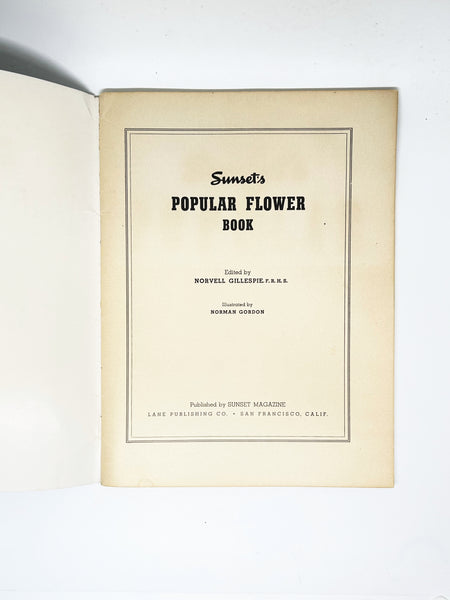 Sunset's
POPULAR FLOWER
BOOK
Edited by
NORVELL GILLESPIE, F. R. H. S.
Illustrated by
NORMAN GORDON
Published by SUNSET MAGAZINE
LANE PUBLISHING CO. • SAN FRANCISCO, CALIF.